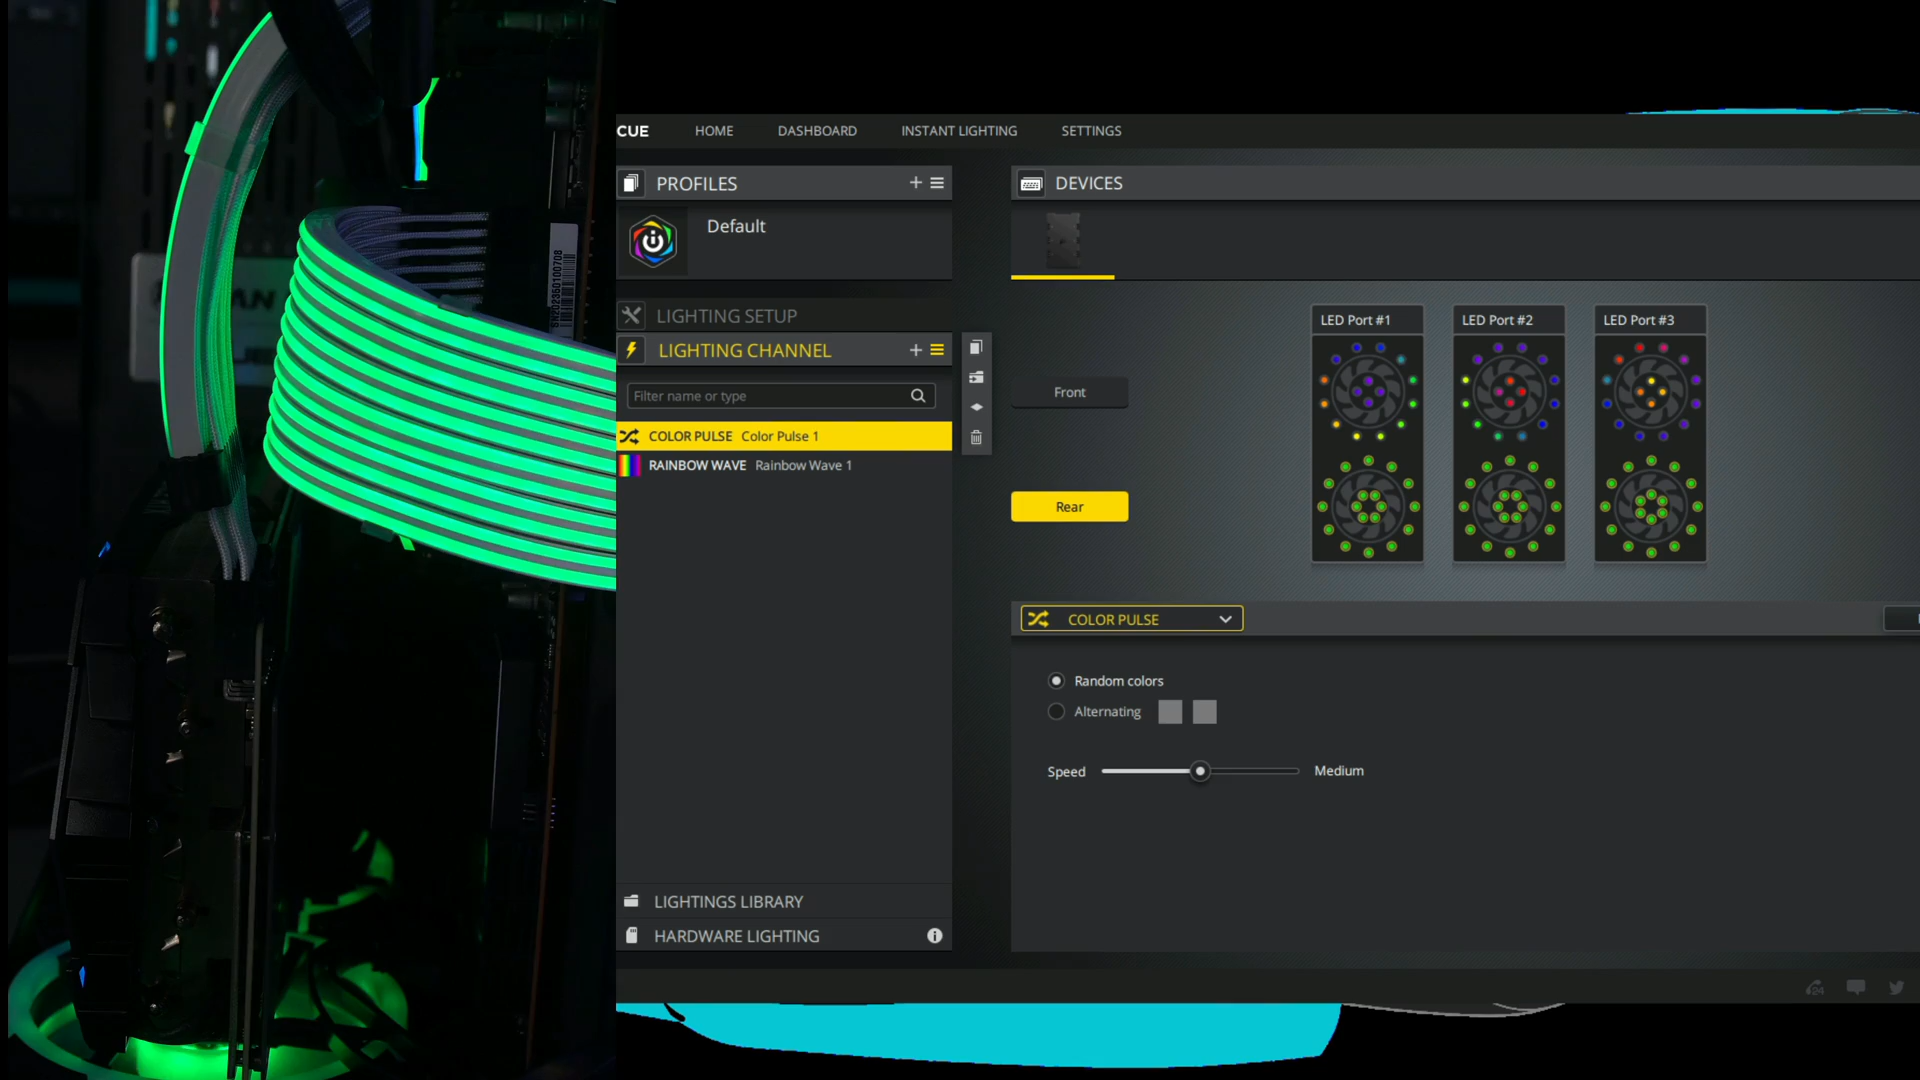 CUE
HOME
DASHBOARD
INSTANT LIGHTING
SETTINGS
PROFILES
Default
LIGHTING SETUP
LIGHTING CHANNEL
Filter name or type
COLOR PULSE Color Pulse 1
RAINBOW WAVE Rainbow Wave 1
LIGHTINGS LIBRARY
HARDWARE LIGHTING
DEVICES
Front
Rear
LED Port #1
LED Port #2
LED Port #3
COLOR PULSE
Random colors
Alternating
Speed
Medium
24